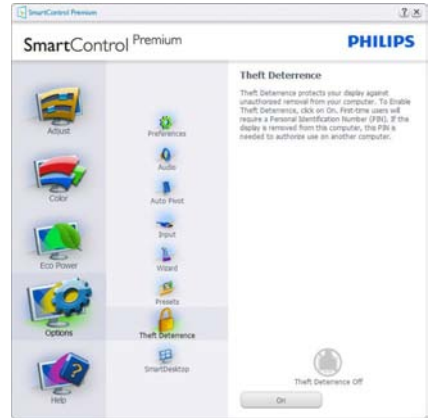 SmartControl Premium
SmartControl Premium
PHILIPS
Adjust
Color
Eco Power
Options
Help
Preferences
Audio
Auto Pivot
Input
Wizard
Presets
Theft Deterrence
SmartDesktop
Theft Deterrence
Theft Deterrence protects your display against
unauthorized removal from your computer. To Enable
Theft Deterrence, click on On. First-time users will
require a Personal Identification Number (PIN). If the
display is removed from this computer, this PIN is
needed to authorize use on another computer.
Theft Deterrence Off
On